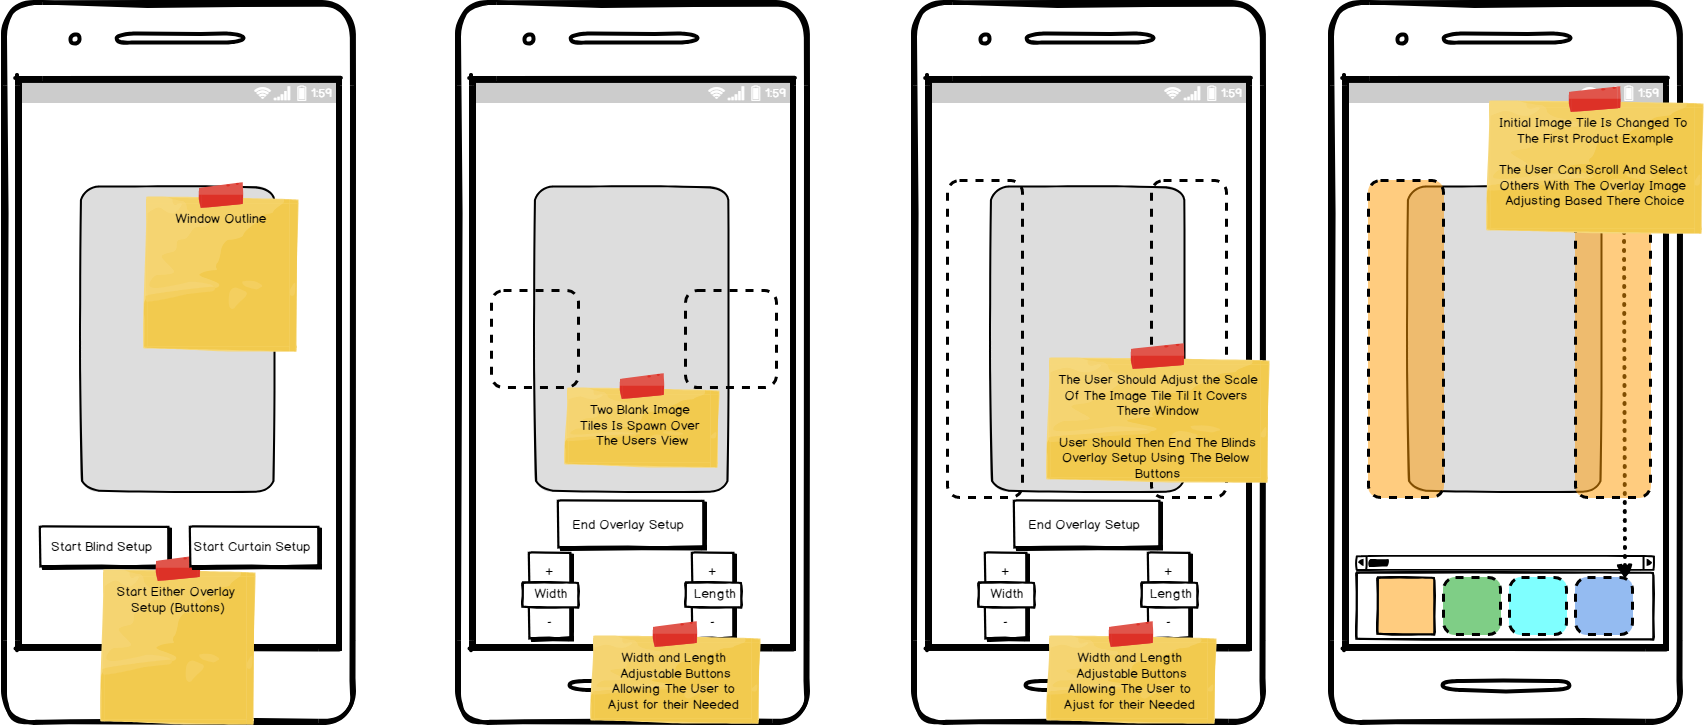 1:59
Window Outline
Start Blind Setup
Start Curtain Setup
Start Either Overlay
Setup (Buttons)
1:59
Two Blank Image
Tiles Is Spawn Over
The Users View
End Overlay Setup
+
+
Width
Length
-
-
Width and Length
Adjustable Buttons
Allowing The User to
Ajust for their Needed
1:59
The User Should Adjust the Scale
Of The Image Tile Til It Covers
There Window
User Should Then End The Blinds
Overlay Setup Using The Below
Buttons
End Overlay Setup
+
+
Width
Length
-
-
Width and Length
Adjustable Buttons
Allowing The User to
Ajust for their Needed
1:59
Initial Image Tile Is Changed To
The First Product Example
The User Can Scroll And Select
Others With The Overlay Image
Adjusting Based There Choice